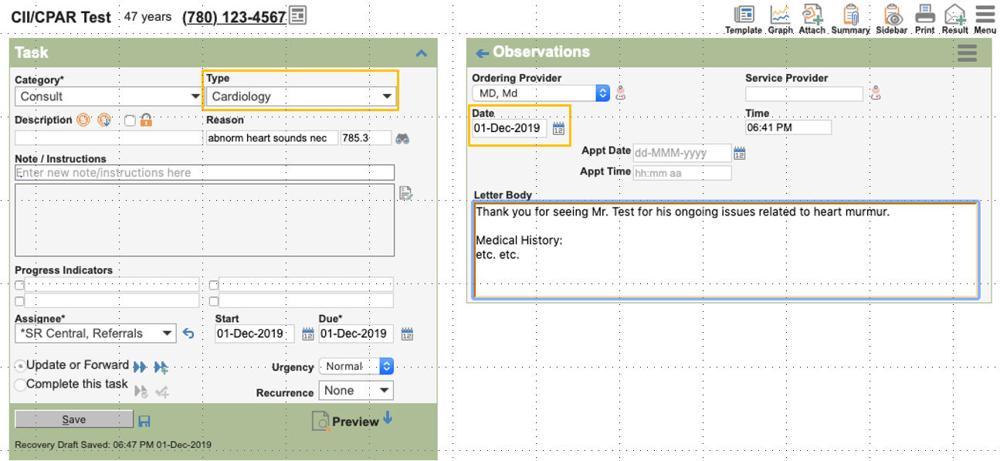 CII/CPAR Test 47 years (780) 123-4567
Template Graph Attach Summary Sidebar Print Result Menu
Task
Category* Type
Consult Cardiology
Description Reason
abnorm heart sounds nec 785.3
Note / Instructions
Enter new note/instructions here
Progress Indicators
Assignee* Start Due*
*SR Central, Referrals 01-Dec-2019 12 01-Dec-2019 12
Update or Forward Urgency Normal
Complete this task
Recurrence None
Save Preview
Recovery Draft Saved: 06:47 PM 01-Dec-2019
Observations
Ordering Provider Service Provider
MD, Md
Date Time
01-Dec-2019 12 06:41 PM
Appt Date dd-MMM-yyyy 12
Appt Time hh:mm aa
Letter Body
Thank you for seeing Mr. Test for his ongoing issues related to heart murmur.
Medical History:
etc. etc.